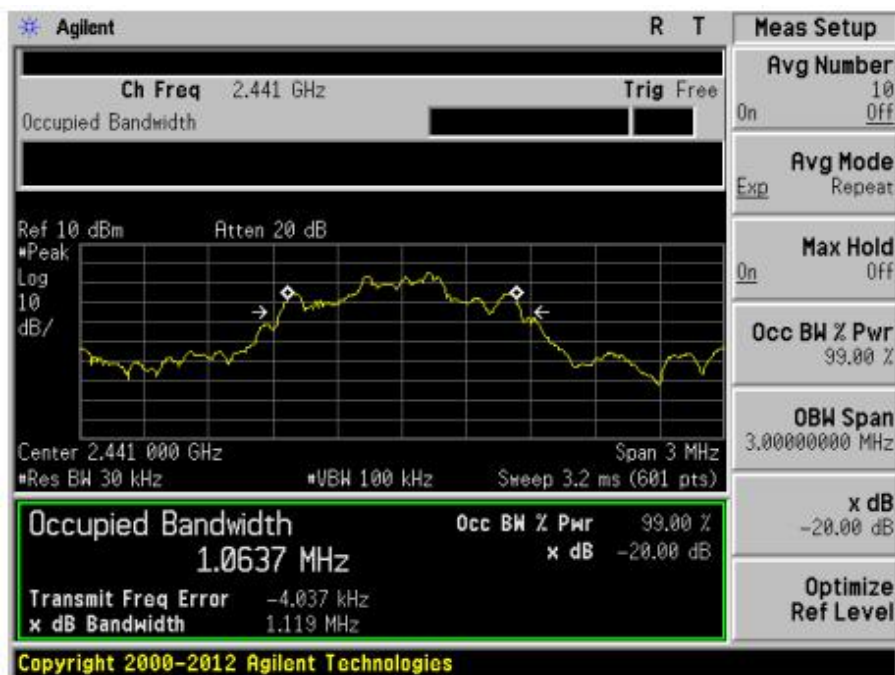 Agilent R T
Meas Setup
Ch Freq 2.441 GHz Trig Free
Occupied Bandwidth
Ref 10 dBm Atten 20 dB
#Peak
Log
10
dB/
Center 2.441 000 GHz Span 3 MHz
#Res BW 30 kHz #VBW 100 kHz Sweep 3.2 ms (601 pts)
Occupied Bandwidth
1.0637 MHz
Occ BW % Pwr 99.00 %
x dB -20.00 dB
Transmit Freq Error -4.037 kHz
x dB Bandwidth 1.119 MHz
Copyright 2000-2012 Agilent Technologies
Avg Number
10
On Off
Avg Mode
Exp Repeat
Max Hold
On Off
Occ BW % Pwr
99.00 %
OBW Span
3.00000000 MHz
x dB
-20.00 dB
Optimize
Ref Level